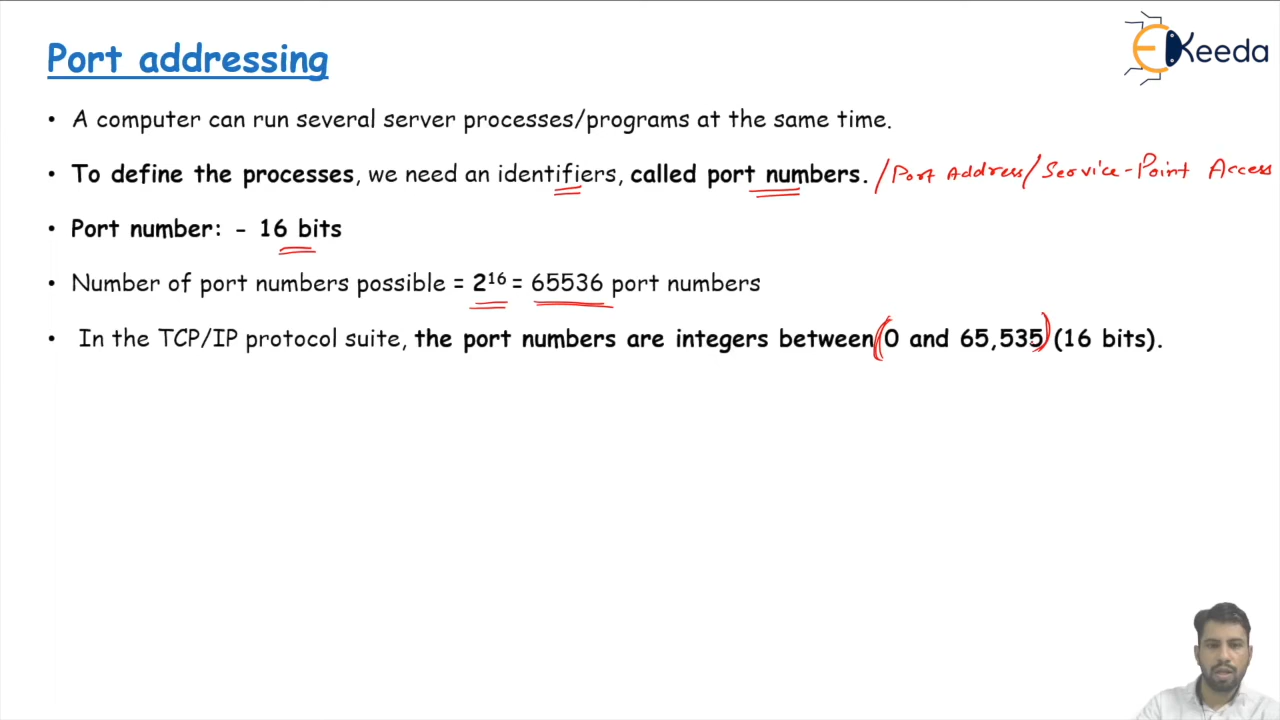 Port addressing
EKeeda
• A computer can run several server processes/programs at the same time.
• To define the processes, we need an identifiers, called port numbers. /Port Address/Service-Point Access
• Port number: - 16 bits
• Number of port numbers possible = 2¹⁶ = 65536 port numbers
• In the TCP/IP protocol suite, the port numbers are integers between (0 and 65,535) (16 bits).